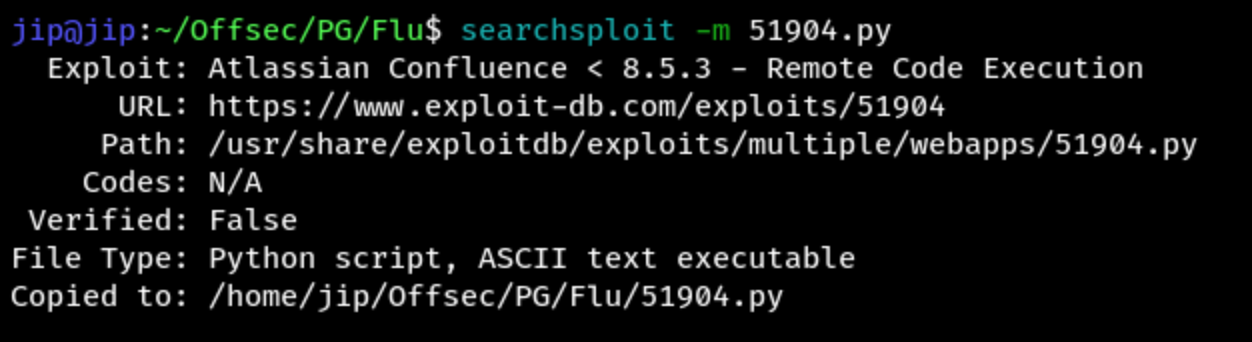 jip@jip:~/Offsec/PG/Flu$ searchsploit -m 51904.py
Exploit: Atlassian Confluence < 8.5.3 - Remote Code Execution
URL: https://www.exploit-db.com/exploits/51904
Path: /usr/share/exploitdb/exploits/multiple/webapps/51904.py
Codes: N/A
Verified: False
File Type: Python script, ASCII text executable
Copied to: /home/jip/Offsec/PG/Flu/51904.py